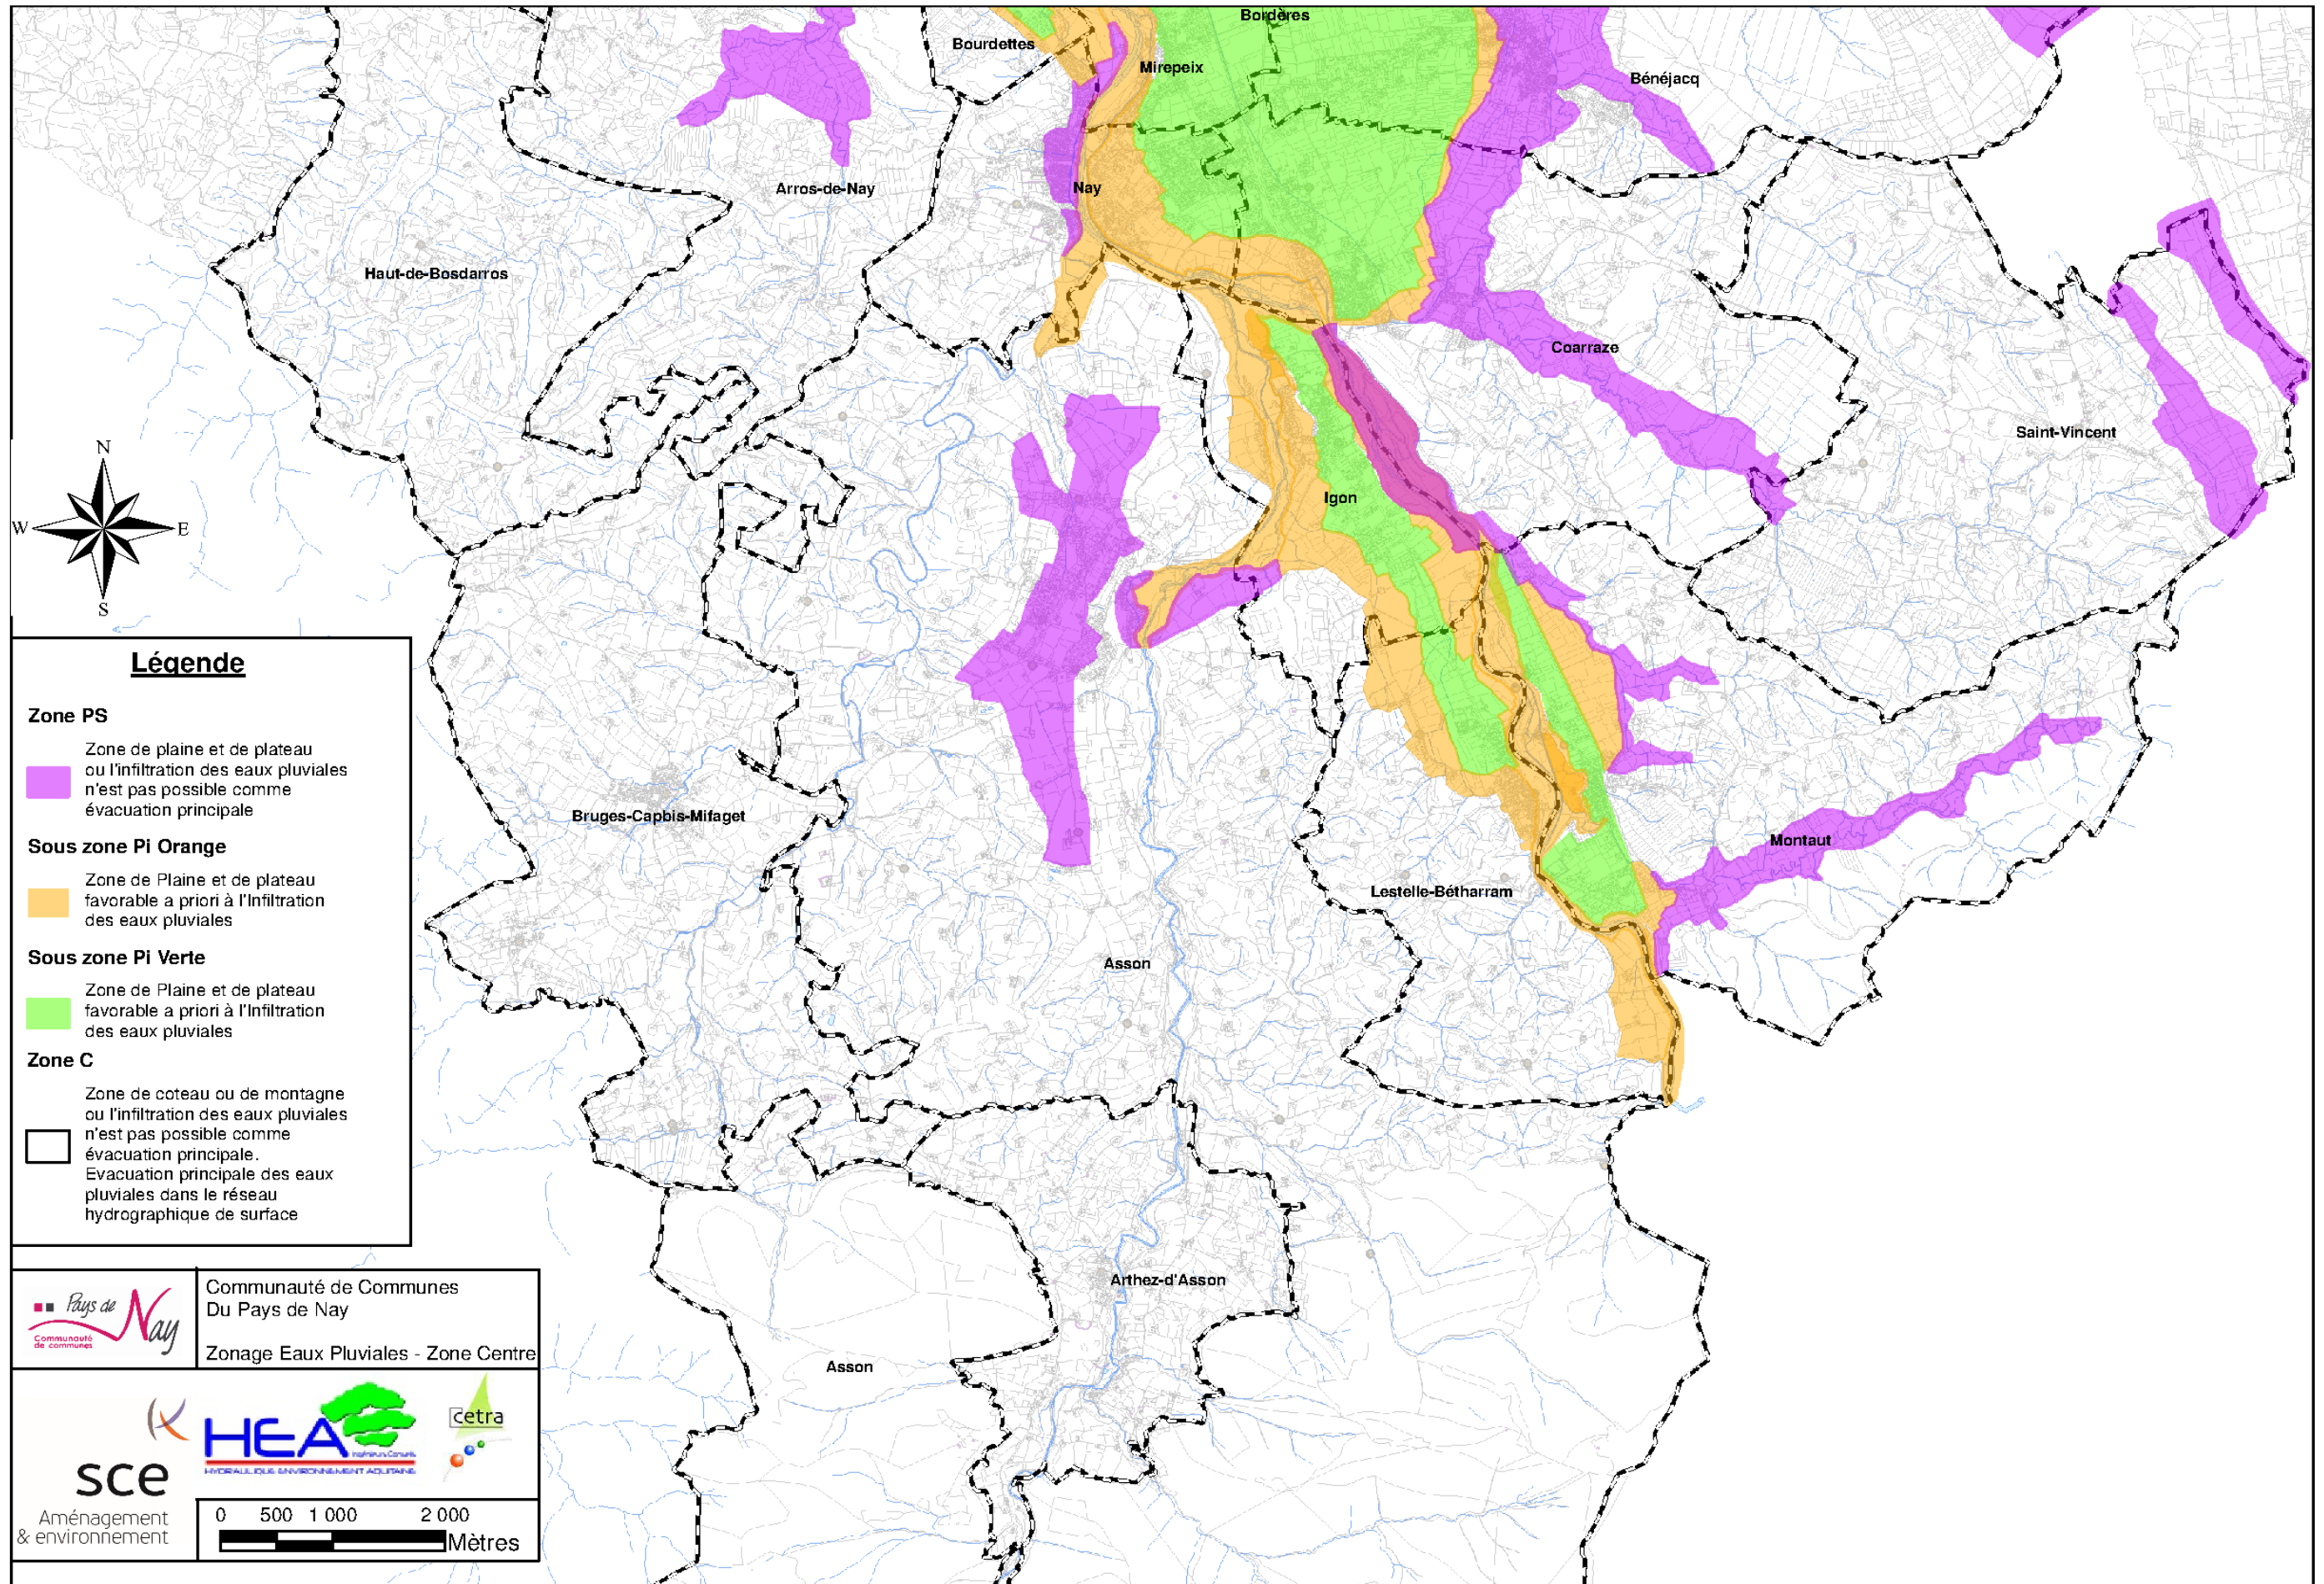 Bordères
Bourdettes
Mirepeix
Bénéjacq
Nay
Arros-de-Nay
Haut-de-Bosdarros
Coarraze
Saint-Vincent
Igon
N
W
E
S
Bruges-Capbis-Mifaget
Montaut
Lestelle-Bétharram
Asson
Arthez-d'Asson
Asson
Légende
Zone PS
Zone de plaine et de plateau
ou l'infiltration des eaux pluviales
n'est pas possible comme
évacuation principale
Sous zone Pi Orange
Zone de Plaine et de plateau
favorable a priori à l'Infiltration
des eaux pluviales
Sous zone Pi Verte
Zone de Plaine et de plateau
favorable a priori à l'Infiltration
des eaux pluviales
Zone C
Zone de coteau ou de montagne
ou l'infiltration des eaux pluviales
n'est pas possible comme
évacuation principale.
Evacuation principale des eaux
pluviales dans le réseau
hydrographique de surface
Pays de Nay
Communauté
de communes
Communauté de Communes
Du Pays de Nay
Zonage Eaux Pluviales - Zone Centre
sce
Aménagement
& environnement
HEA
Ingénieurs Conseils
HYDRAULIQUE ENVIRONNEMENT AQUITAINE
cetra
0 500 1 000 2 000
Mètres